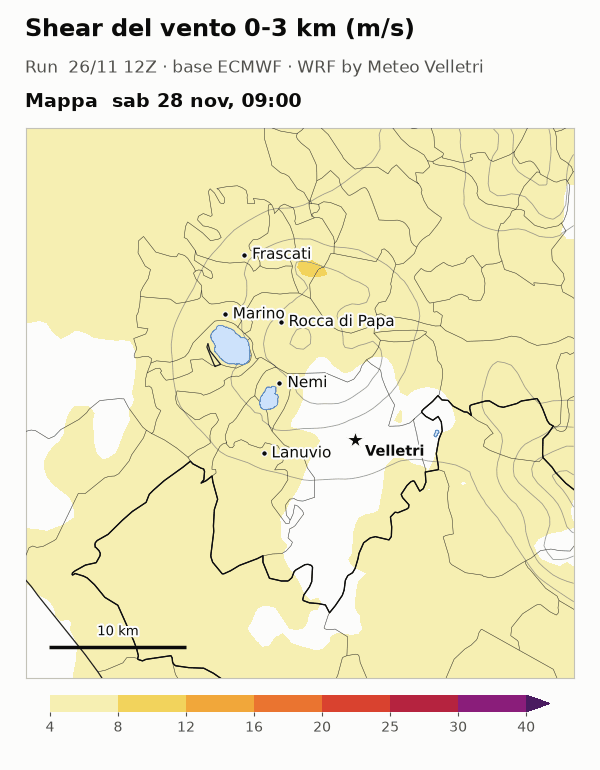 Shear del vento 0-3 km (m/s)
Run  26/11 12Z · base ECMWF · WRF by Meteo Velletri
Mappa  sab 28 nov, 09:00
Frascati
Marino
Rocca di Papa
Nemi
Velletri
Lanuvio
10 km
4 8 12 16 20 25 30 40